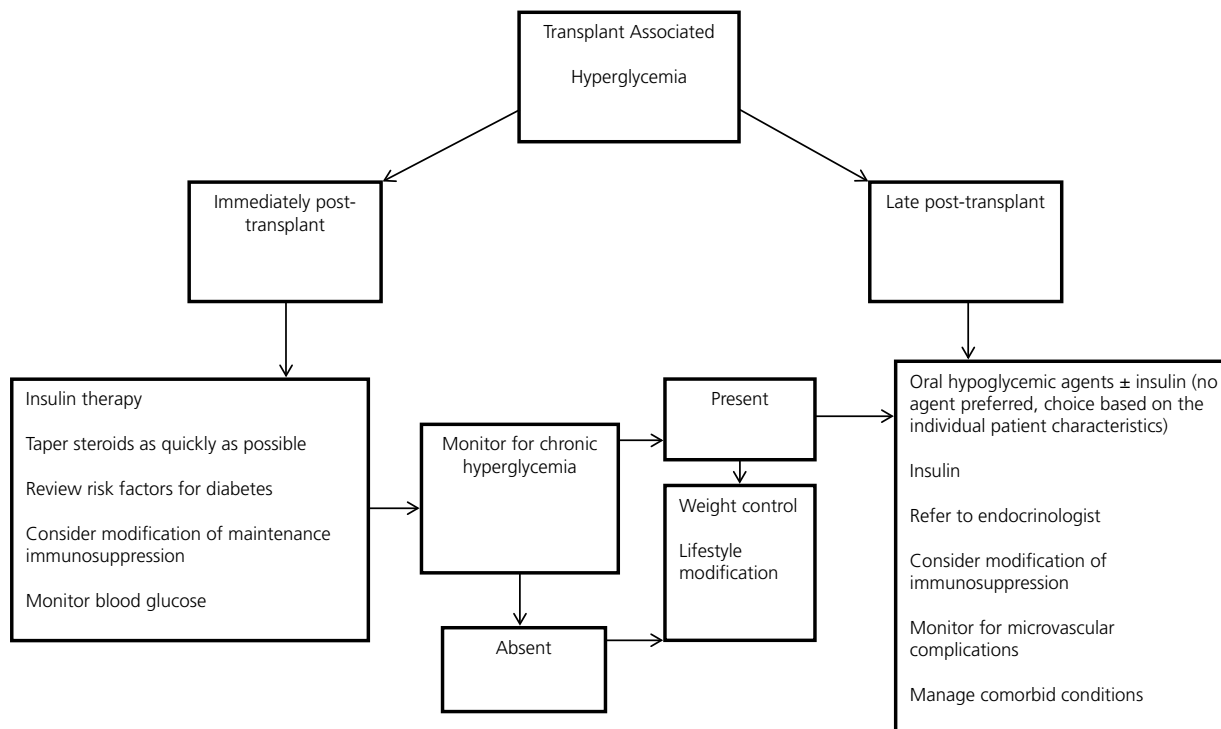 Transplant Associated
Hyperglycemia
Immediately post-
transplant
Late post-transplant
Insulin therapy
Taper steroids as quickly as possible
Review risk factors for diabetes
Consider modification of maintenance
immunosuppression
Monitor blood glucose
Monitor for chronic
hyperglycemia
Present
Absent
Weight control
Lifestyle
modification
Oral hypoglycemic agents ± insulin (no
agent preferred, choice based on the
individual patient characteristics)
Insulin
Refer to endocrinologist
Consider modification of
immunosuppression
Monitor for microvascular
complications
Manage comorbid conditions